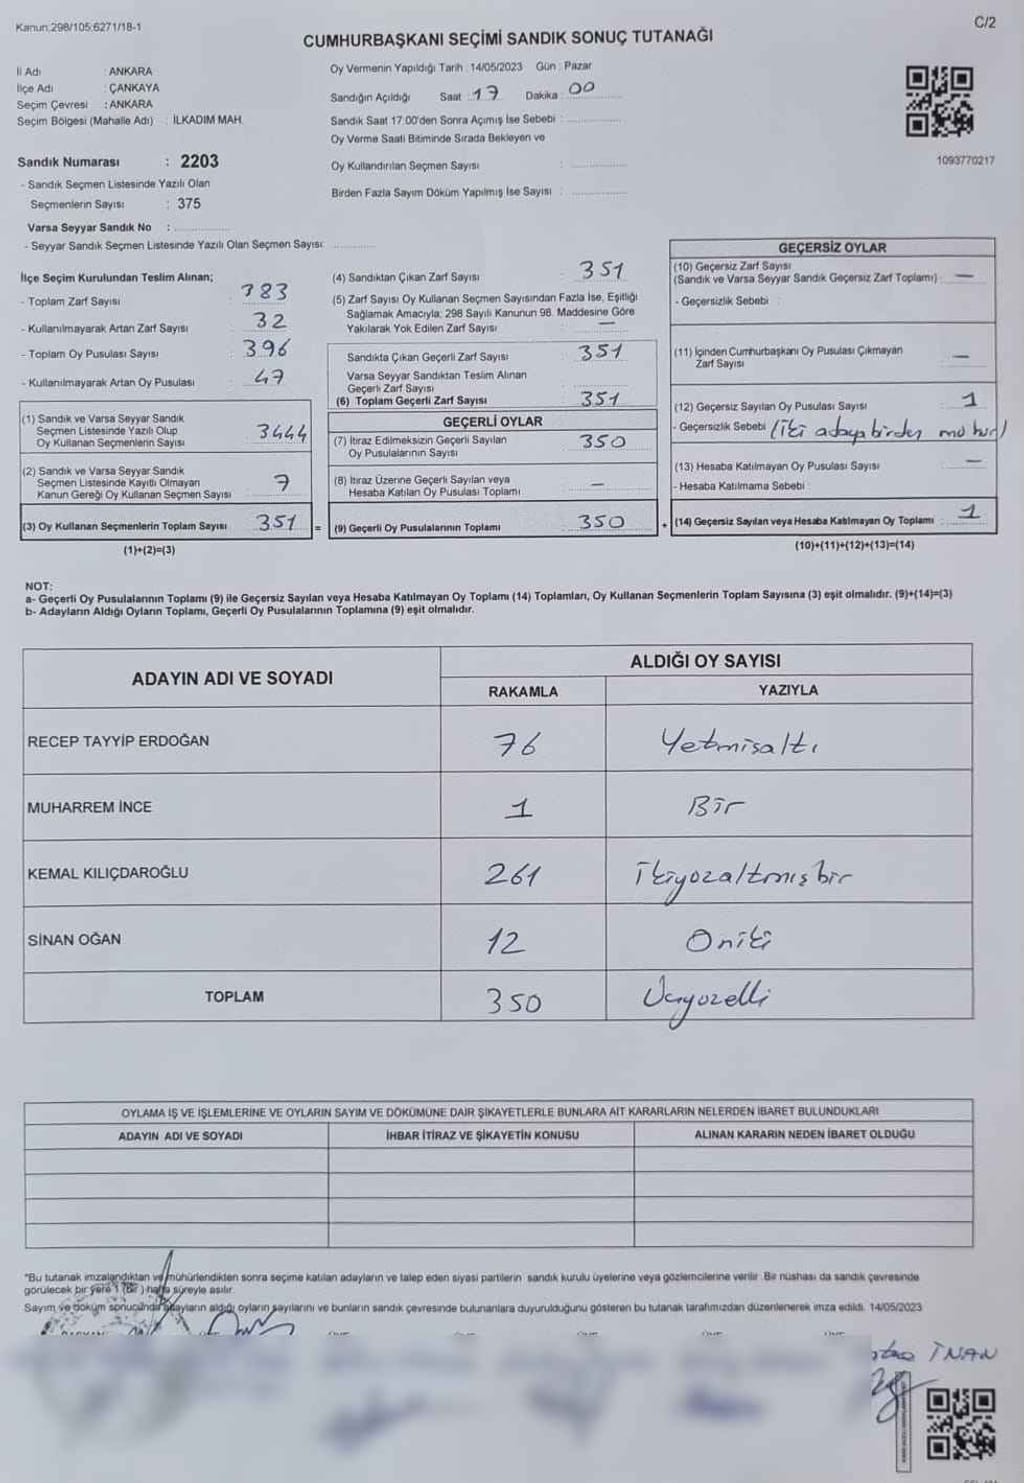 Kanun:298/105;6271/18-1
C/2
CUMHURBAŞKANI SEÇİMİ SANDIK SONUÇ TUTANAĞI
İl Adı : ANKARA
İlçe Adı : ÇANKAYA
Seçim Çevresi : ANKARA
Seçim Bölgesi (Mahalle Adı) : İLKADIM MAH.
Oy Vermenin Yapıldığı Tarih : 14/05/2023 Gün : Pazar
Sandığın Açıldığı Saat : 17 Dakika : 00
Sandık Saat 17:00'den Sonra Açımış İse Sebebi :
Oy Verme Saati Bitiminde Sırada Bekleyen ve
Oy Kullandırılan Seçmen Sayısı :
Birden Fazla Sayım Döküm Yapılmış İse Sayısı :
1093770217
Sandık Numarası : 2203
- Sandık Seçmen Listesinde Yazılı Olan
Seçmenlerin Sayısı : 375
Varsa Seyyar Sandık No :
- Seyyar Sandık Seçmen Listesinde Yazılı Olan Seçmen Sayısı:
İlçe Seçim Kurulundan Teslim Alınan;
- Toplam Zarf Sayısı : 383
- Kullanılmayarak Artan Zarf Sayısı : 32
- Toplam Oy Pusulası Sayısı : 396
- Kullanılmayarak Artan Oy Pusulası : 47
(1) Sandık ve Varsa Seyyar Sandık
Seçmen Listesinde Yazılı Olup
Oy Kullanan Seçmenlerin Sayısı : 3444
(2) Sandık ve Varsa Seyyar Sandık
Seçmen Listesinde Kayıtlı Olmayan
Kanun Gereği Oy Kullanan Seçmen Sayısı : 7
(3) Oy Kullanan Seçmenlerin Toplam Sayısı : 351
(1)+(2)=(3)
(4) Sandıktan Çıkan Zarf Sayısı : 351
(5) Zarf Sayısı Oy Kullanan Seçmen Sayısından Fazla İse, Eşitliği
Sağlamak Amacıyla; 298 Sayılı Kanunun 98. Maddesine Göre
Yakılarak Yok Edilen Zarf Sayısı : —
Sandıkta Çıkan Geçerli Zarf Sayısı : 351
Varsa Seyyar Sandıktan Teslim Alınan
Geçerli Zarf Sayısı :
(6) Toplam Geçerli Zarf Sayısı : 351
GEÇERLİ OYLAR
(7) İtiraz Edilmeksizin Geçerli Sayılan
Oy Pusulalarının Sayısı : 350
(8) İtiraz Üzerine Geçerli Sayılan veya
Hesaba Katılan Oy Pusulası Toplamı : —
= (9) Geçerli Oy Pusulalarının Toplamı : 350
GEÇERSİZ OYLAR
(10) Geçersiz Zarf Sayısı
(Sandık ve Varsa Seyyar Sandık Geçersiz Zarf Toplamı) : —
- Geçersizlik Sebebi :
(11) İçinden Cumhurbaşkanı Oy Pusulası Çıkmayan
Zarf Sayısı : —
(12) Geçersiz Sayılan Oy Pusulası Sayısı : 1
- Geçersizlik Sebebi : (iki adaya birden mühür)
(13) Hesaba Katılmayan Oy Pusulası Sayısı : —
- Hesaba Katılmama Sebebi :
+ (14) Geçersiz Sayılan veya Hesaba Katılmayan Oy Toplamı : 1
(10)+(11)+(12)+(13)=(14)
NOT:
a- Geçerli Oy Pusulalarının Toplamı (9) ile Geçersiz Sayılan veya Hesaba Katılmayan Oy Toplamı (14) Toplamları, Oy Kullanan Seçmenlerin Toplam Sayısına (3) eşit olmalıdır. (9)+(14)=(3)
b- Adayların Aldığı Oyların Toplamı, Geçerli Oy Pusulalarının Toplamına (9) eşit olmalıdır.
ADAYIN ADI VE SOYADI ALDIĞI OY SAYISI
RAKAMLA YAZIYLA
RECEP TAYYİP ERDOĞAN 76 Yetmişaltı
MUHARREM İNCE 1 Bir
KEMAL KILIÇDAROĞLU 261 İkiyüzaltmışbir
SİNAN OĞAN 12 Oniki
TOPLAM 350 Üçyüzelli
OYLAMA İŞ VE İŞLEMLERİNE VE OYLARIN SAYIM VE DÖKÜMÜNE DAİR ŞİKAYETLERLE BUNLARA AİT KARARLARIN NELERDEN İBARET BULUNDUKLARI
ADAYIN ADI VE SOYADI İHBAR İTİRAZ VE ŞİKAYETİN KONUSU ALINAN KARARIN NEDEN İBARET OLDUĞU
*Bu tutanak imzalandıktan ve mühürlendikten sonra seçime katılan adayların ve talep eden siyasi partilerin sandık kurulu üyelerine veya gözlemcilerine verilir. Bir nüshası da sandık çevresinde
görülecek bir yere 1 (Bir) hafta süreyle asılır.
Sayım ve döküm sonucunda adayların aldığı oyların sayılarını ve bunların sandık çevresinde bulunanlara duyurulduğunu gösteren bu tutanak tarafımızdan düzenlenerek imza edildi. 14/05/2023
İNAN